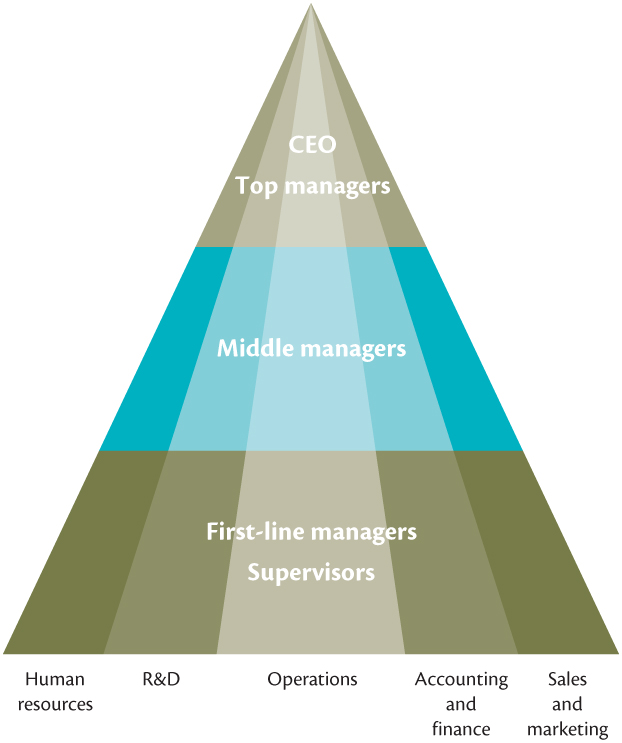 CEO
Top managers
Middle managers
First-line managers
Supervisors
Human
resources
R&D
Operations
Accounting
and
finance
Sales
and
marketing